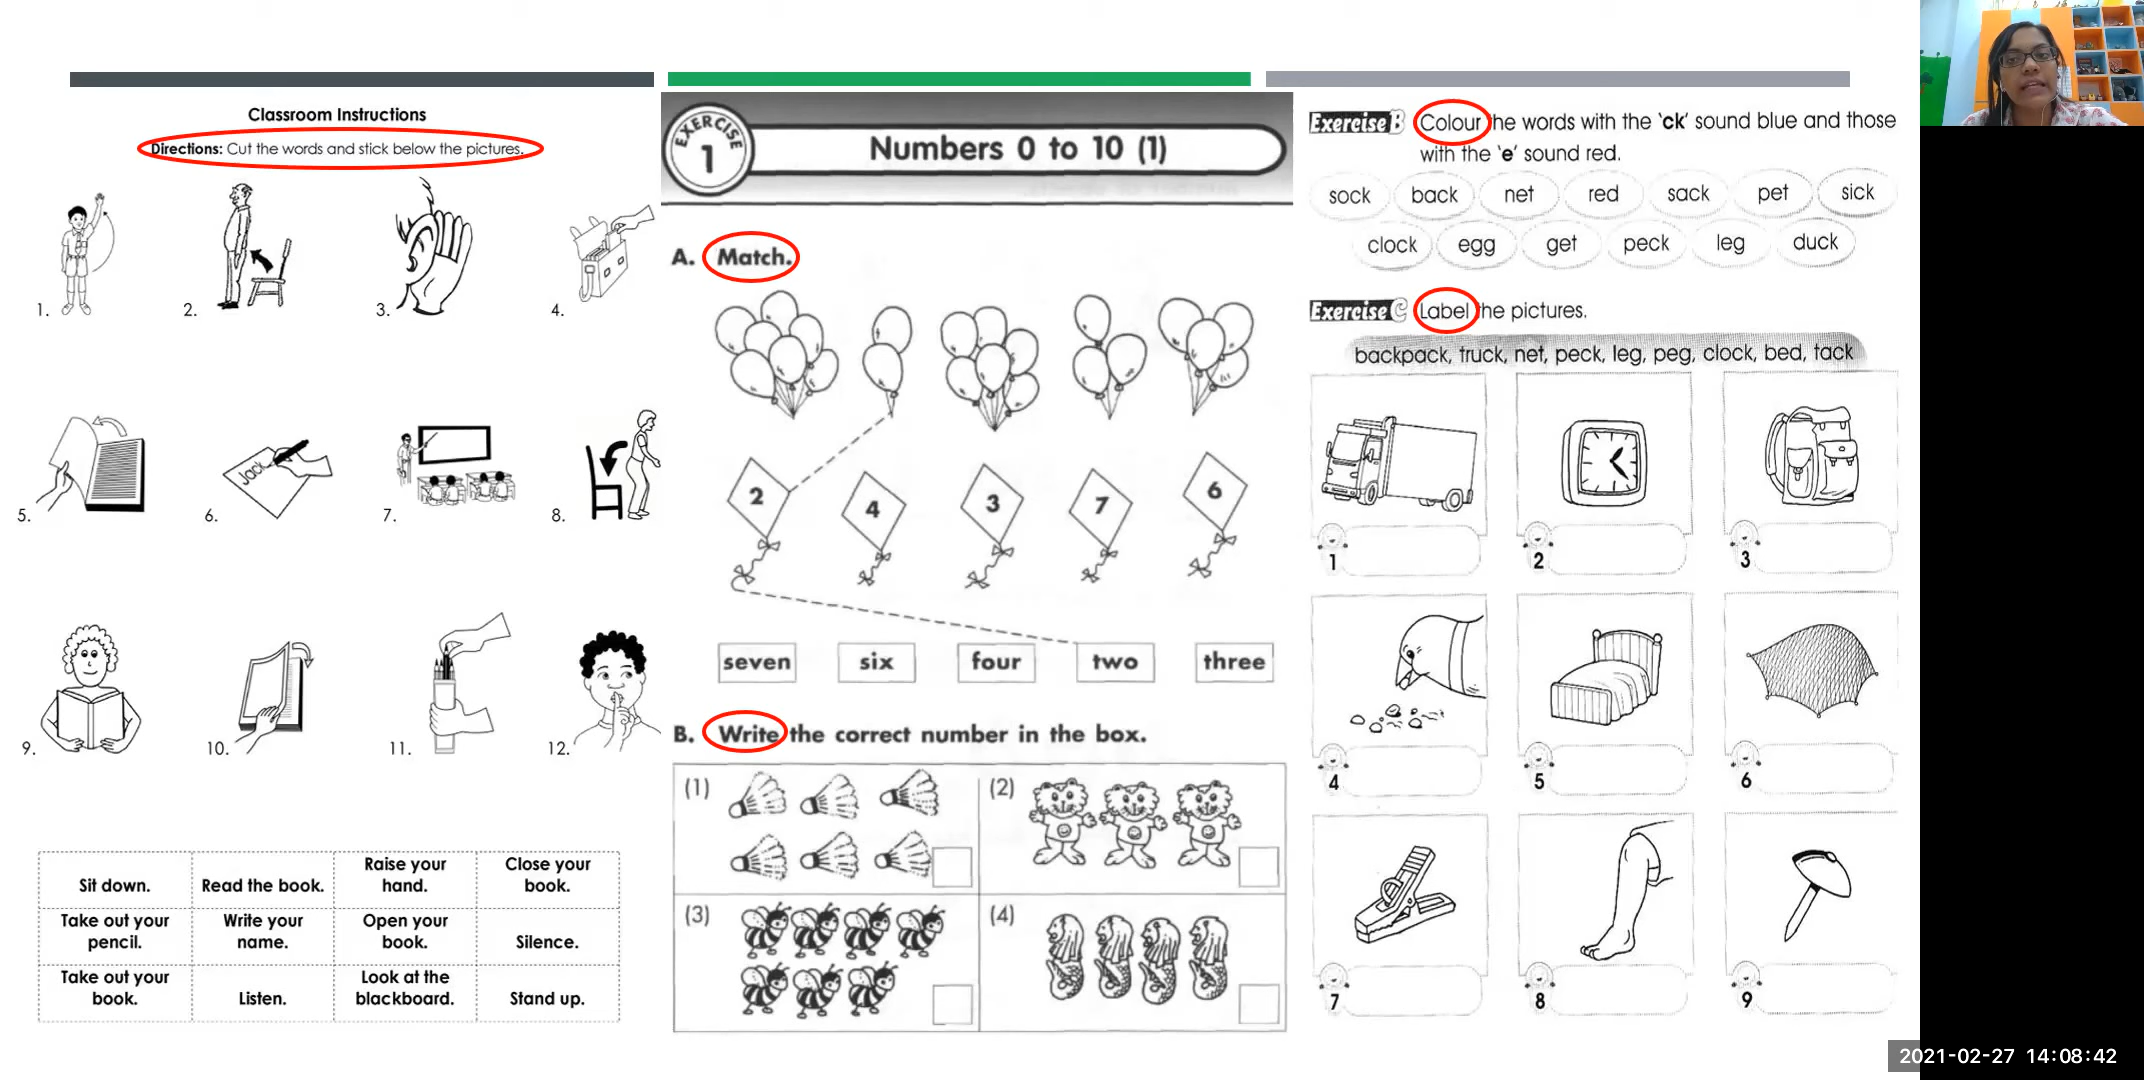 Classroom Instructions
Directions: Cut the words and stick below the pictures.
1.
2.
3.
4.
5.
6.
Jack
7.
8.
9.
10.
11.
12.
Sit down.
Read the book.
Raise your
hand.
Close your
book.
Take out your
pencil.
Write your
name.
Open your
book.
Silence.
Take out your
book.
Listen.
Look at the
blackboard.
Stand up.
EXERCISE
1
Numbers 0 to 10 (1)
A. Match.
2
4
3
7
6
seven
six
four
two
three
B. Write the correct number in the box.
(1)
(2)
(3)
(4)
Exercise B Colour the words with the 'ck' sound blue and those
with the 'e' sound red.
sock back net red sack pet sick
clock egg get peck leg duck
Exercise C Label the pictures.
backpack, truck, net, peck, leg, peg, clock, bed, tack
1
2
3
4
5
6
7
8
9
2021-02-27 14:08:42